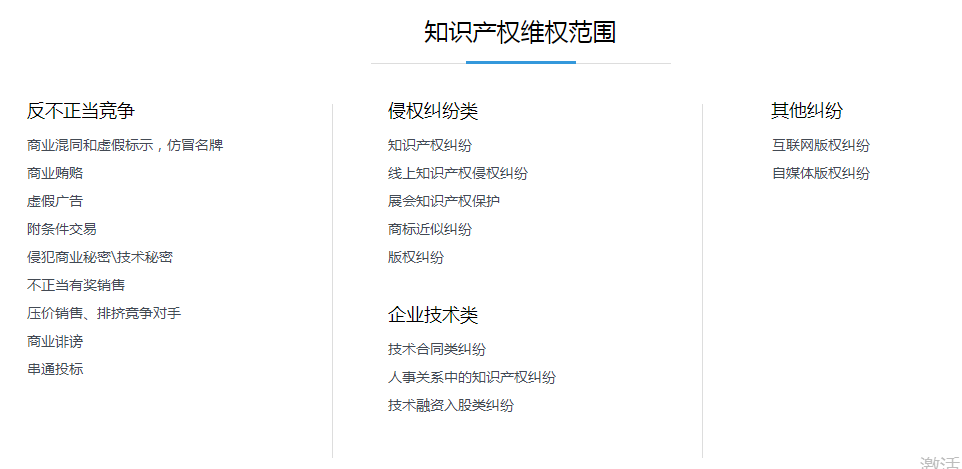 知识产权维权范围
反不正当竞争
商业混同和虚假标示，仿冒名牌
商业贿赂
虚假广告
附条件交易
侵犯商业秘密\技术秘密
不正当有奖销售
压价销售、排挤竞争对手
商业诽谤
串通投标
侵权纠纷类
知识产权纠纷
线上知识产权侵权纠纷
展会知识产权保护
商标近似纠纷
版权纠纷
企业技术类
技术合同类纠纷
人事关系中的知识产权纠纷
技术融资入股类纠纷
其他纠纷
互联网版权纠纷
自媒体版权纠纷
激活